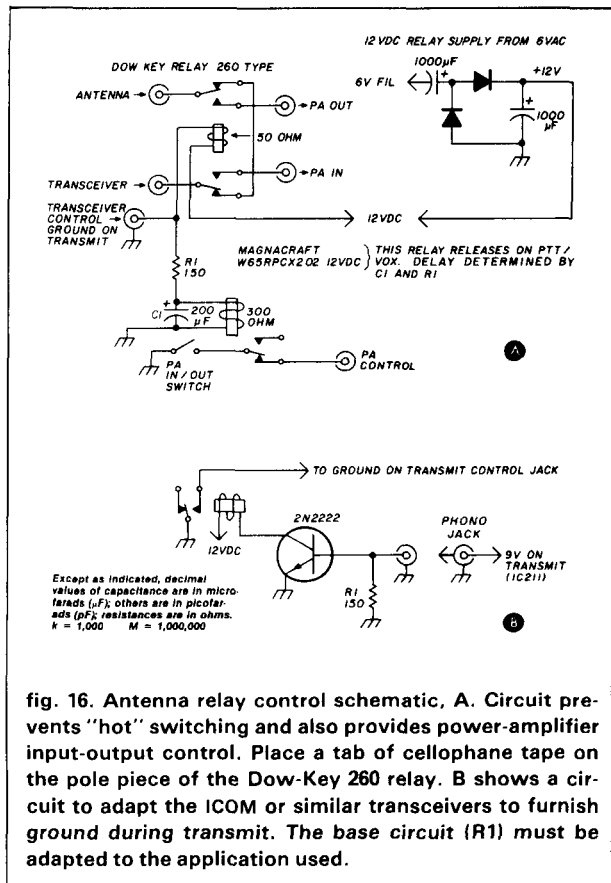 12 VDC RELAY SUPPLY FROM 6VAC
1000µF
+
6V FIL
+12V
+
1000
µF
DOW KEY RELAY 260 TYPE
ANTENNA
PA OUT
50 OHM
TRANSCEIVER
PA IN
TRANSCEIVER
CONTROL
GROUND ON
TRANSMIT
12VDC
MAGNACRAFT
W65RPCX202 12VDC
THIS RELAY RELEASES ON PTT/
VOX. DELAY DETERMINED BY
C1 AND R1
R1
150
+
C1
200
µF
300
OHM
PA
IN/OUT
SWITCH
PA
CONTROL
A
TO GROUND ON TRANSMIT CONTROL JACK
12VDC
2N2222
PHONO
JACK
9V ON
TRANSMIT
(IC211)
R1
150
B
Except as indicated, decimal
values of capacitance are in micro-
farads (µF); others are in picofar-
ads (pF); resistances are in ohms.
k = 1,000 M = 1,000,000
fig. 16. Antenna relay control schematic, A. Circuit pre-
vents "hot" switching and also provides power-amplifier
input-output control. Place a tab of cellophane tape on
the pole piece of the Dow-Key 260 relay. B shows a cir-
cuit to adapt the ICOM or similar transceivers to furnish
ground during transmit. The base circuit (R1) must be
adapted to the application used.